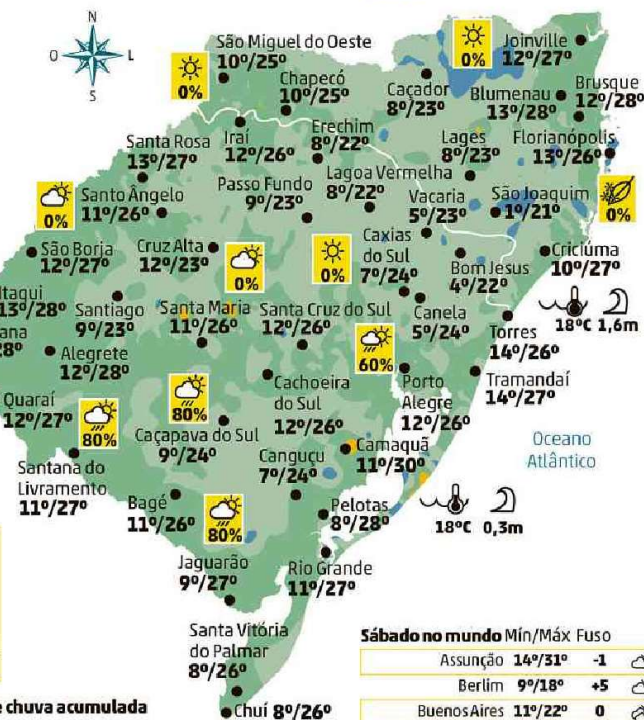 N
O L
S
São Miguel do Oeste
10º/25º
0%
Chapecó
10º/25º
Caçador
8º/23º
0%
Joinville
12º/27º
Blumenau
13º/28º
Brusque
12º/28º
Santa Rosa
13º/27º
Iraí
12º/26º
Erechim
8º/22º
Lages
8º/23º
Florianópolis
13º/26º
0%
Santo Ângelo
11º/26º
Passo Fundo
9º/23º
Lagoa Vermelha
8º/22º
Vacaria
5º/23º
São Joaquim
1º/21º
0%
São Borja
12º/27º
Cruz Alta
12º/23º
0%
0%
Caxias
do Sul
7º/24º
Bom Jesus
4º/22º
Criciúma
10º/27º
Itaqui
13º/28º
Santiago
9º/23º
Santa Maria
11º/26º
Santa Cruz do Sul
12º/26º
Canela
5º/24º
18ºC 1,6m
Torres
14º/26º
ana
28º
Alegrete
12º/28º
60%
Quaraí
12º/27º
80%
80%
Cachoeira
do Sul
12º/26º
Porto
Alegre
12º/26º
Tramandaí
14º/27º
Caçapava do Sul
9º/24º
Camaquã
11º/30º
Oceano
Atlântico
Santana do
Livramento
11º/27º
Canguçu
7º/24º
Bagé
11º/26º
80%
Pelotas
8º/28º
18ºC 0,3m
Jaguarão
9º/27º
Rio Grande
11º/27º
Santa Vitória
do Palmar
8º/26º
Chuí 8º/26º
e chuva acumulada
Sábado no mundo Mín/Máx Fuso
Assunção 14º/31º -1
Berlim 9º/18º +5
Buenos Aires 11º/22º 0